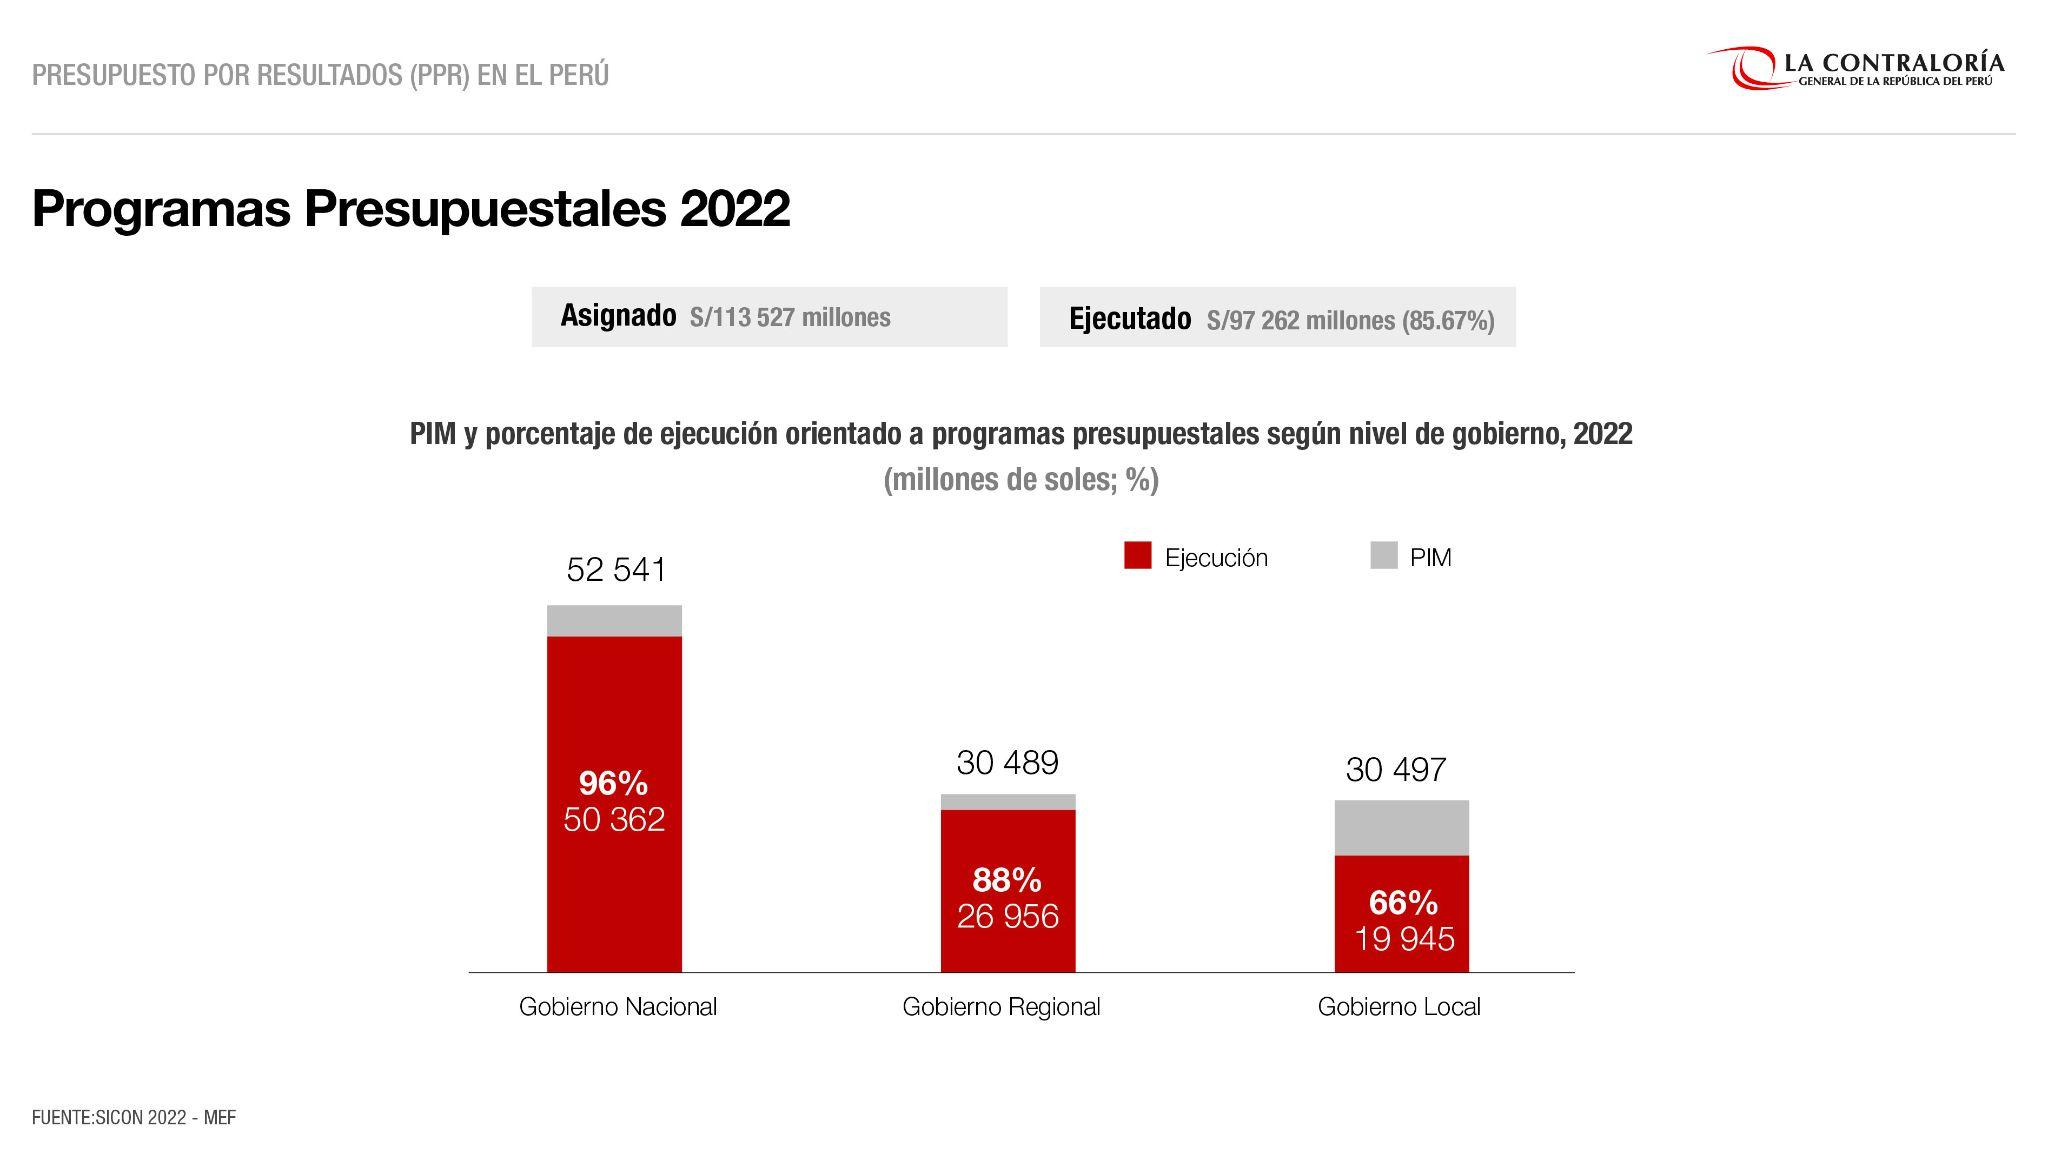 PRESUPUESTO POR RESULTADOS (PPR) EN EL PERÚ
LA CONTRALORÍA
GENERAL DE LA REPÚBLICA DEL PERÚ
Programas Presupuestales 2022
Asignado S/113 527 millones
Ejecutado S/97 262 millones (85.67%)
PIM y porcentaje de ejecución orientado a programas presupuestales según nivel de gobierno, 2022
(millones de soles; %)
Ejecución
PIM
52 541
96%
50 362
30 489
88%
26 956
30 497
66%
19 945
Gobierno Nacional
Gobierno Regional
Gobierno Local
FUENTE:SICON 2022 - MEF